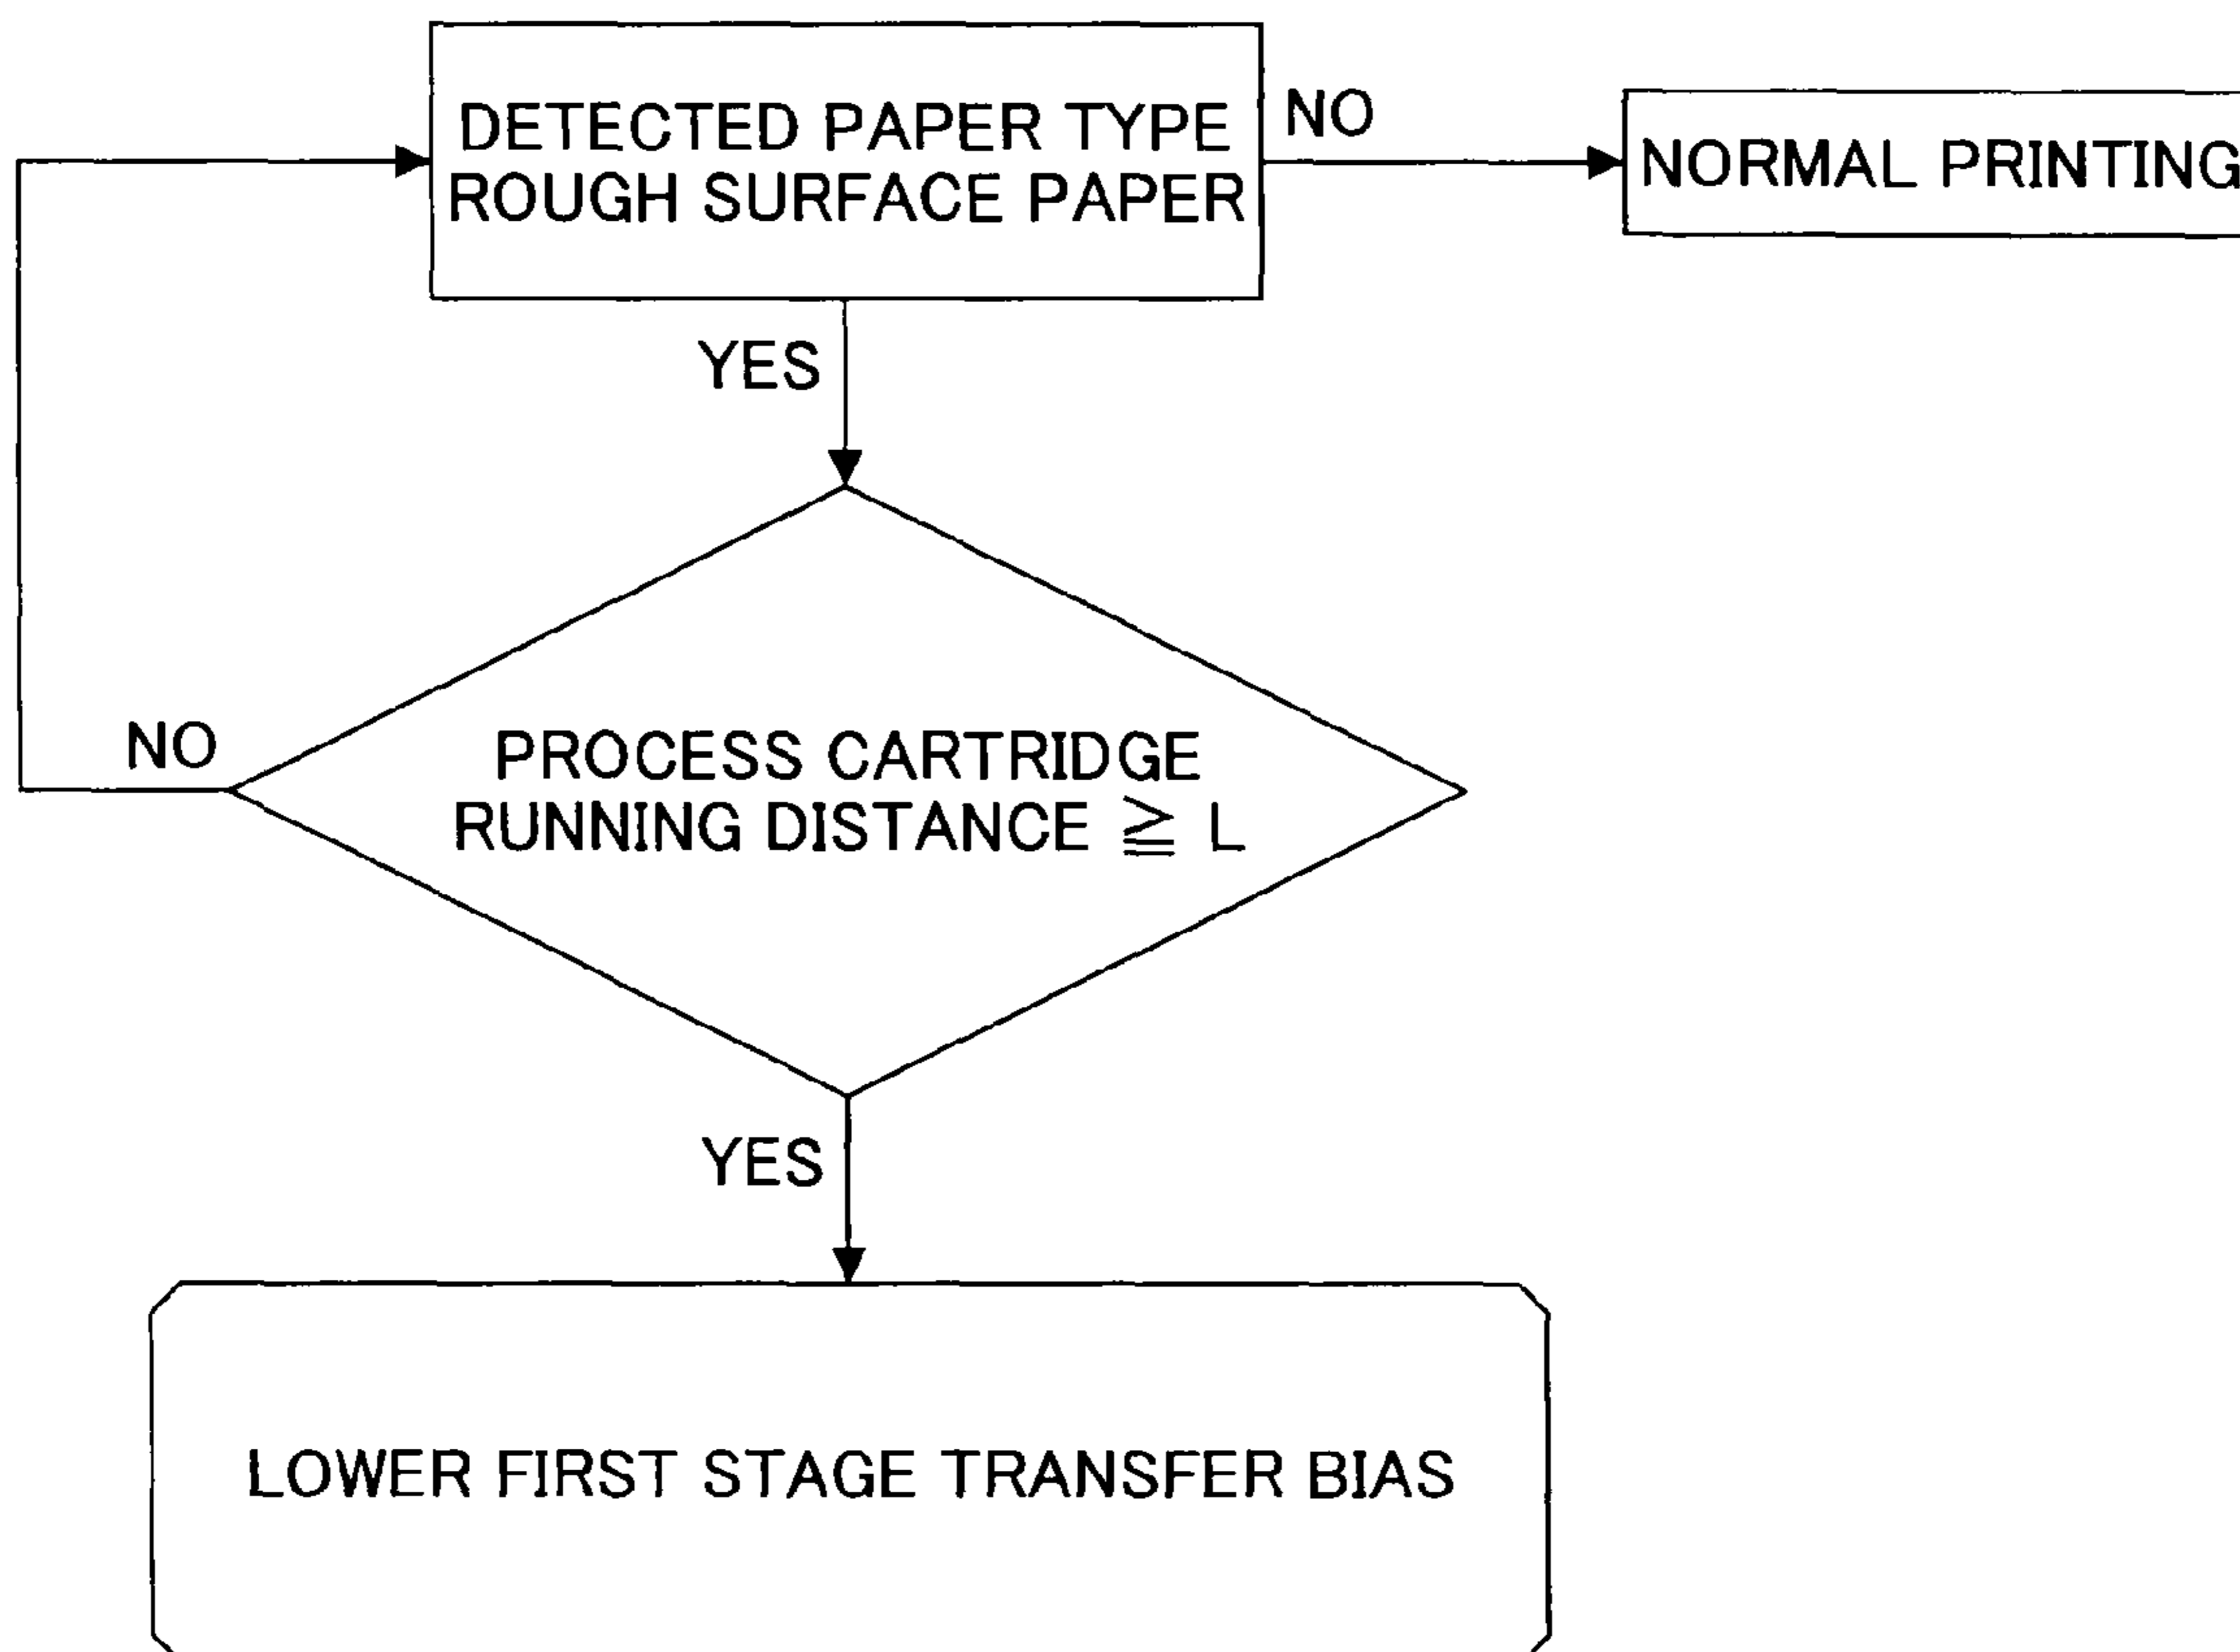 DETECTED PAPER TYPE
ROUGH SURFACE PAPER
NO
NORMAL PRINTING
YES
NO
PROCESS CARTRIDGE
RUNNING DISTANCE ≧ L
YES
LOWER FIRST STAGE TRANSFER BIAS